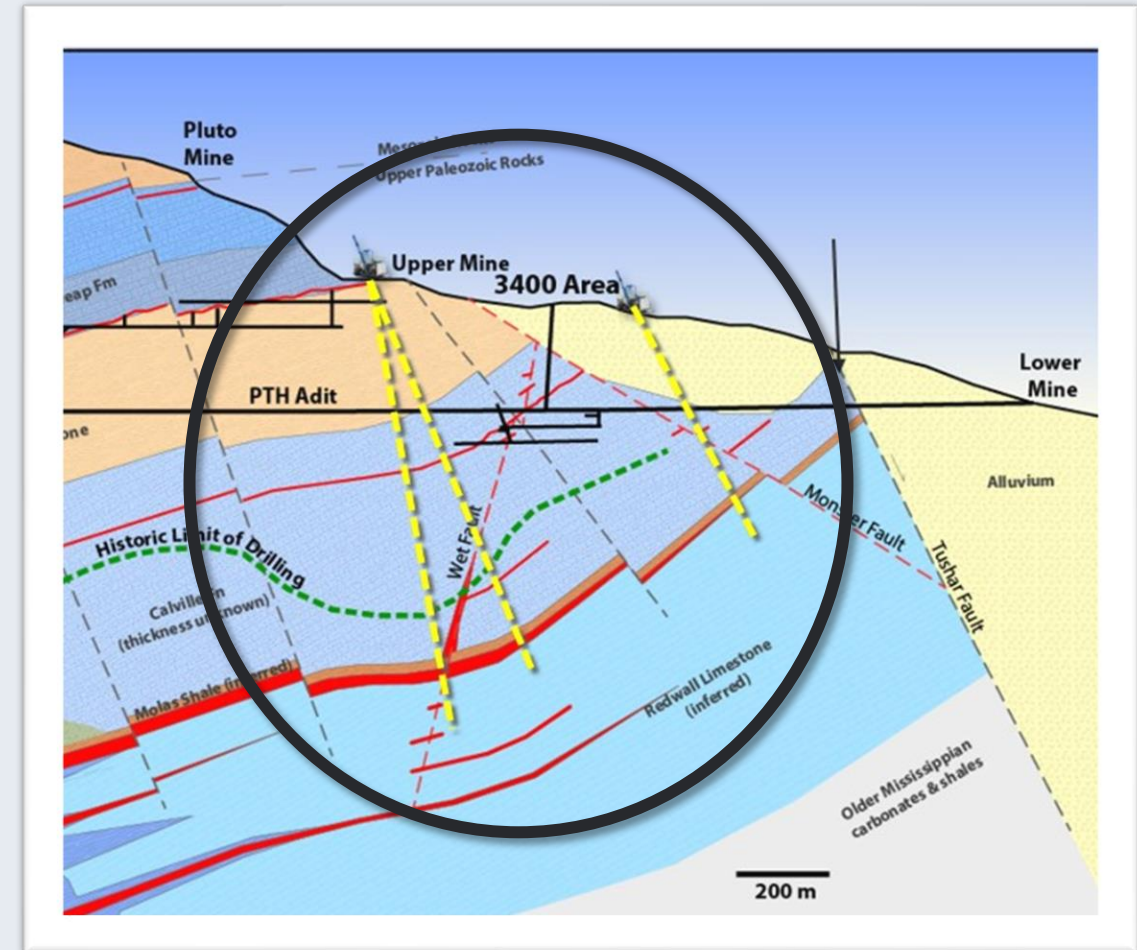 Pluto
Mine
Upper Paleozoic Rocks
Upper Mine
3400 Area
eap Fm
Lower
Mine
PTH Adit
one
Alluvium
Monster Fault
Historic Limit of Drilling
Wet Fault
Tushar Fault
Calville Fm
(thickness unknown)
Molas Shale (inferred)
Redwall Limestone
(inferred)
Older Mississippian
carbonates & shales
200 m